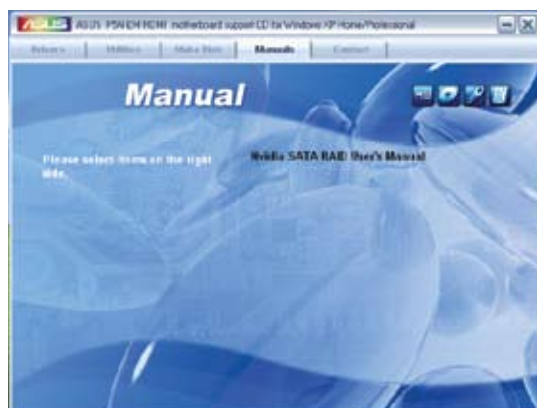 ASUS ASUS P5N-EM HDMI motherboard support CD for Windows XP Home/Professional
Drivers Utilities Make Disk Manuals Contact
Manual
Please select items on the right
side.
Nvidia SATA RAID User's Manual